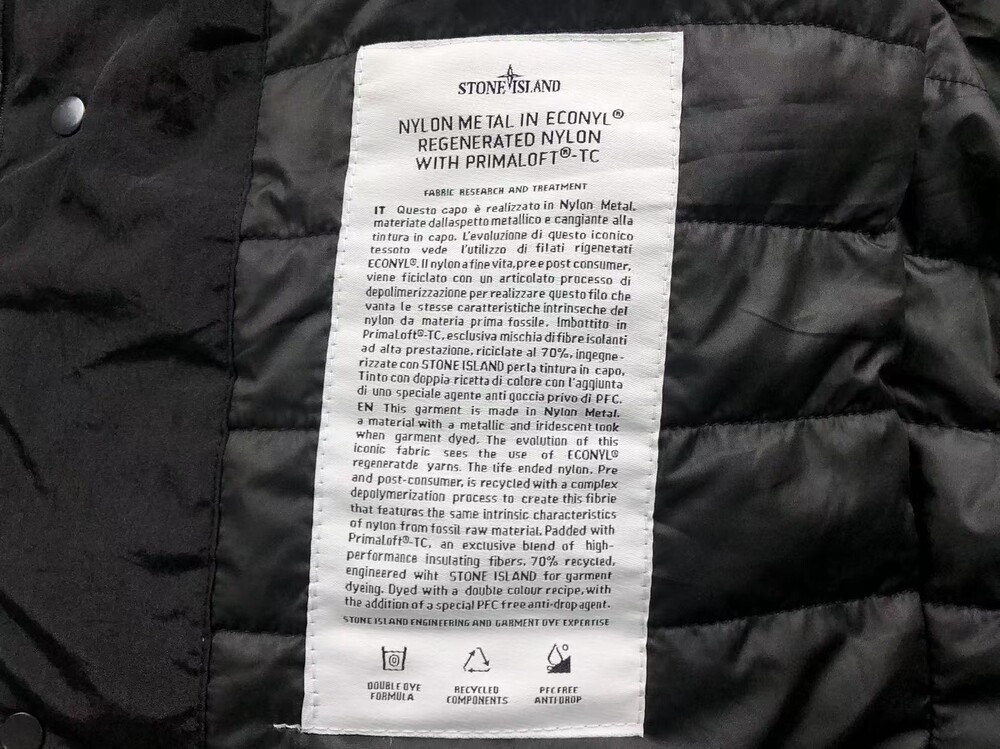 STONE ISLAND
NYLON METAL IN ECONYL®
REGENERATED NYLON
WITH PRIMALOFT®-TC
FABRIC RESEARCH AND TREATMENT
IT Questo capo è realizzato in Nylon Metal,
materiate dallaspetto metallico e cangiante alla
tintura in capo. L'evoluzione di questo iconico
tessoto vede l'utilizzo di filati rigenetati
ECONYL®. Il nylon a fine vita, pre e post consumer,
viene ficiclato con un articolato processo di
depolimerizzazione per realizzare questo filo che
vanta le stesse caratteristiche intrinseche del
nylon da materia prima fossile. Imbottito in
PrimaLoft®-TC, esclusiva mischia di fibre isolanti
ad alta prestazione, riciclate al 70%, ingegne-
rizzate con STONE ISLAND per la tintura in capo,
Tinto con doppia ricetta di colore con l'aggiunta
di uno speciale agente anti goccia privo di PFC.
EN This garment is made in Nylon Metal.
a material with a metallic and iridescent look
when garment dyed. The evolution of this
iconic fabric sees the use of ECONYL®
regeneratde yarns. The life ended nylon. Pre
and post-consumer, is recycled with a complex
depolymerization process to create this fibrie
that features the same intrinsic characteristics
of nylon from fossil raw material. Padded with
PrimaLoft®-TC, an exclusive blend of high-
performance insulating fibers, 70% recycled,
engineered wiht STONE ISLAND for garment
dyeing. Dyed with a double colour recipe, with
the addition of a special PFC free anti-drop agent.
STONE ISLAND ENGINEERING AND GARMENT DYE EXPERTISE
DOUBLE DYE
FORMULA
RECYCLED
COMPONENTS
PFC FREE
ANTI DROP